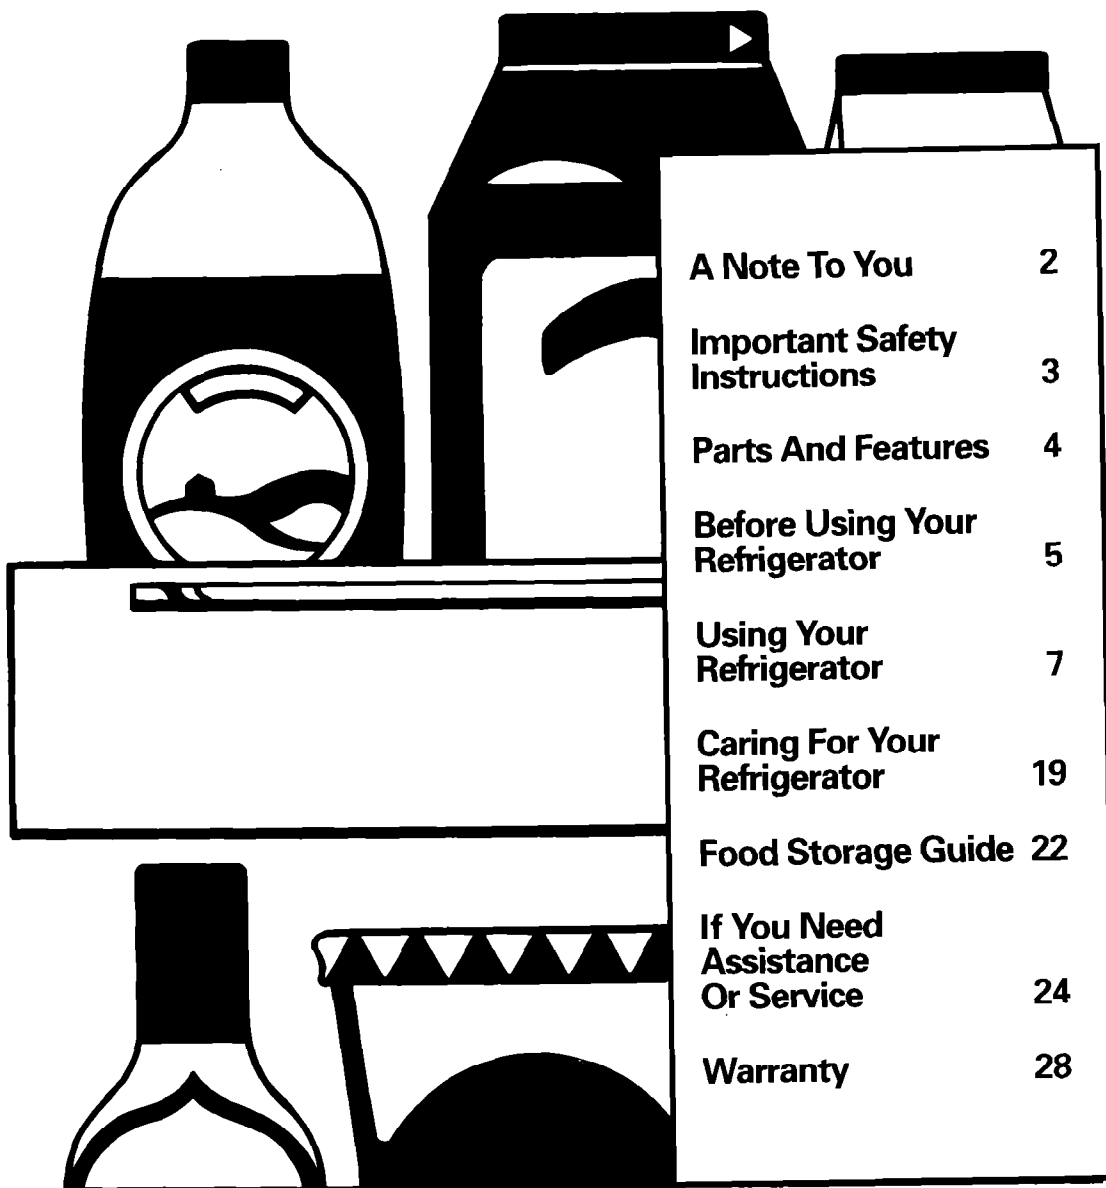 A Note To You 2
Important Safety
Instructions 3
Parts And Features 4
Before Using Your
Refrigerator 5
Using Your
Refrigerator 7
Caring For Your
Refrigerator 19
Food Storage Guide 22
If You Need
Assistance
Or Service 24
Warranty 28